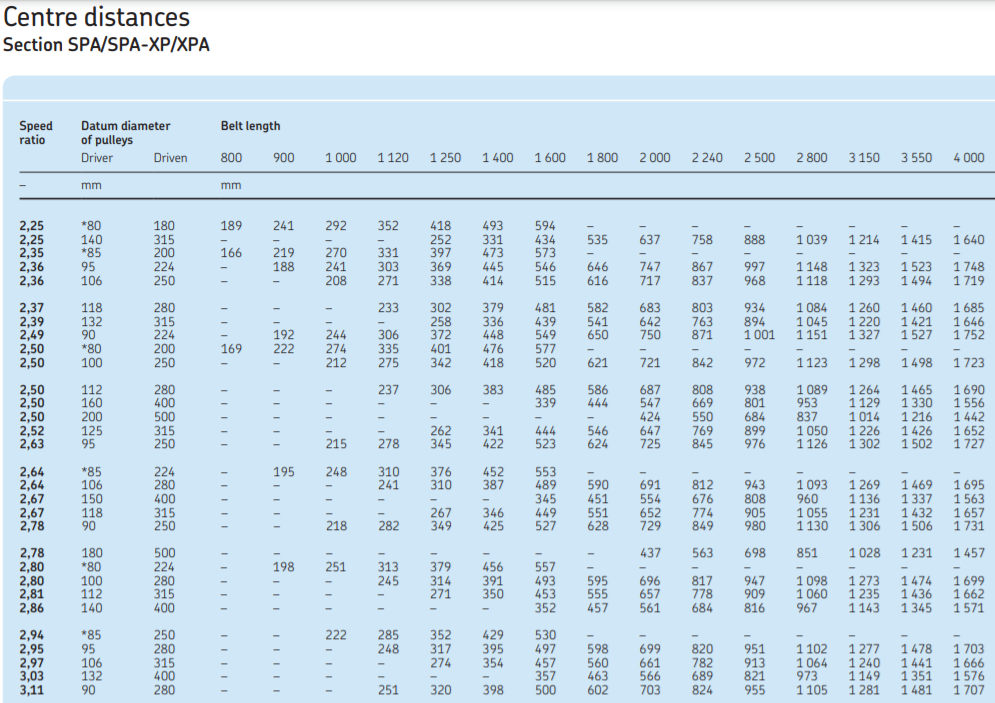 Centre distances
Section SPA/SPA-XP/XPA
Speed ratio Datum diameter of pulleys Belt length
Driver Driven 800 900 1 000 1 120 1 250 1 400 1 600 1 800 2 000 2 240 2 500 2 800 3 150 3 550 4 000
– mm mm
2,25 *80 180 189 241 292 352 418 493 594 – – – – – – – –
2,25 140 315 – – – – 252 331 434 535 637 758 888 1 039 1 214 1 415 1 640
2,35 *85 200 166 219 270 331 397 473 573 – – – – – – – –
2,36 95 224 – 188 241 303 369 445 546 646 747 867 997 1 148 1 323 1 523 1 748
2,36 106 250 – – 208 271 338 414 515 616 717 837 968 1 118 1 293 1 494 1 719
2,37 118 280 – – – 233 302 379 481 582 683 803 934 1 084 1 260 1 460 1 685
2,39 132 315 – – – – 258 336 439 541 642 763 894 1 045 1 220 1 421 1 646
2,49 90 224 – 192 244 306 372 448 549 650 750 871 1 001 1 151 1 327 1 527 1 752
2,50 *80 200 169 222 274 335 401 476 577 – – – – – – – –
2,50 100 250 – – 212 275 342 418 520 621 721 842 972 1 123 1 298 1 498 1 723
2,50 112 280 – – – 237 306 383 485 586 687 808 938 1 089 1 264 1 465 1 690
2,50 160 400 – – – – – – 339 444 547 669 801 953 1 129 1 330 1 556
2,50 200 500 – – – – – – – – 424 550 684 837 1 014 1 216 1 442
2,52 125 315 – – – – 262 341 444 546 647 769 899 1 050 1 226 1 426 1 652
2,63 95 250 – – 215 278 345 422 523 624 725 845 976 1 126 1 302 1 502 1 727
2,64 *85 224 – 195 248 310 376 452 553 – – – – – – – –
2,64 106 280 – – – 241 310 387 489 590 691 812 943 1 093 1 269 1 469 1 695
2,67 150 400 – – – – – – 345 451 554 676 808 960 1 136 1 337 1 563
2,67 118 315 – – – – 267 346 449 551 652 774 905 1 055 1 231 1 432 1 657
2,78 90 250 – – 218 282 349 425 527 628 729 849 980 1 130 1 306 1 506 1 731
2,78 180 500 – – – – – – – – 437 563 698 851 1 028 1 231 1 457
2,80 *80 224 – 198 251 313 379 456 557 – – – – – – – –
2,80 100 280 – – – 245 314 391 493 595 696 817 947 1 098 1 273 1 474 1 699
2,81 112 315 – – – – 271 350 453 555 657 778 909 1 060 1 235 1 436 1 662
2,86 140 400 – – – – – – 352 457 561 684 816 967 1 143 1 345 1 571
2,94 *85 250 – – 222 285 352 429 530 – – – – – – – –
2,95 95 280 – – – 248 317 395 497 598 699 820 951 1 102 1 277 1 478 1 703
2,97 106 315 – – – – 274 354 457 560 661 782 913 1 064 1 240 1 441 1 666
3,03 132 400 – – – – – – 357 463 566 689 821 973 1 149 1 351 1 576
3,11 90 280 – – – 251 320 398 500 602 703 824 955 1 105 1 281 1 481 1 707